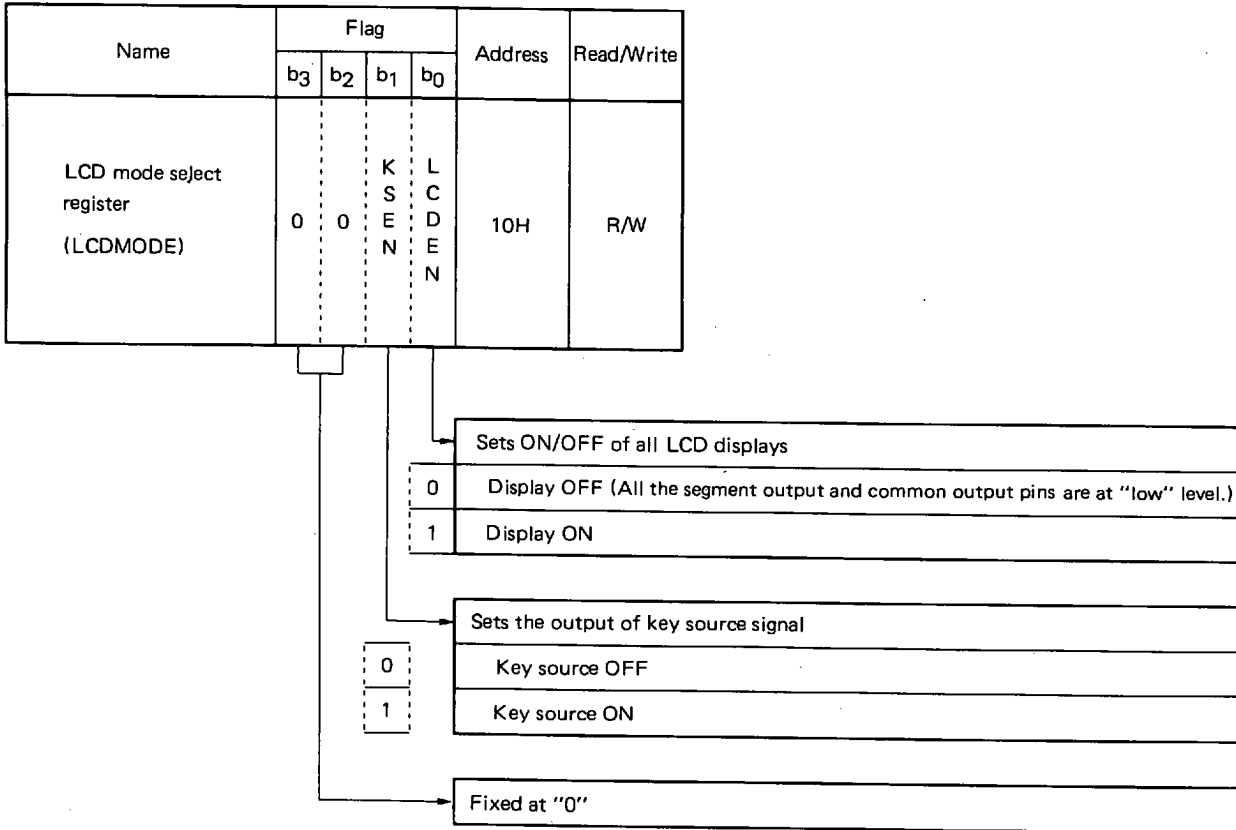 Name
Flag
Address
Read/Write
b3
b2
b1
b0
LCD mode select
register
(LCDMODE)
0
0
KSEN
LCDEN
10H
R/W
Sets ON/OFF of all LCD displays
0
Display OFF (All the segment output and common output pins are at "low" level.)
1
Display ON
Sets the output of key source signal
0
Key source OFF
1
Key source ON
Fixed at "0"